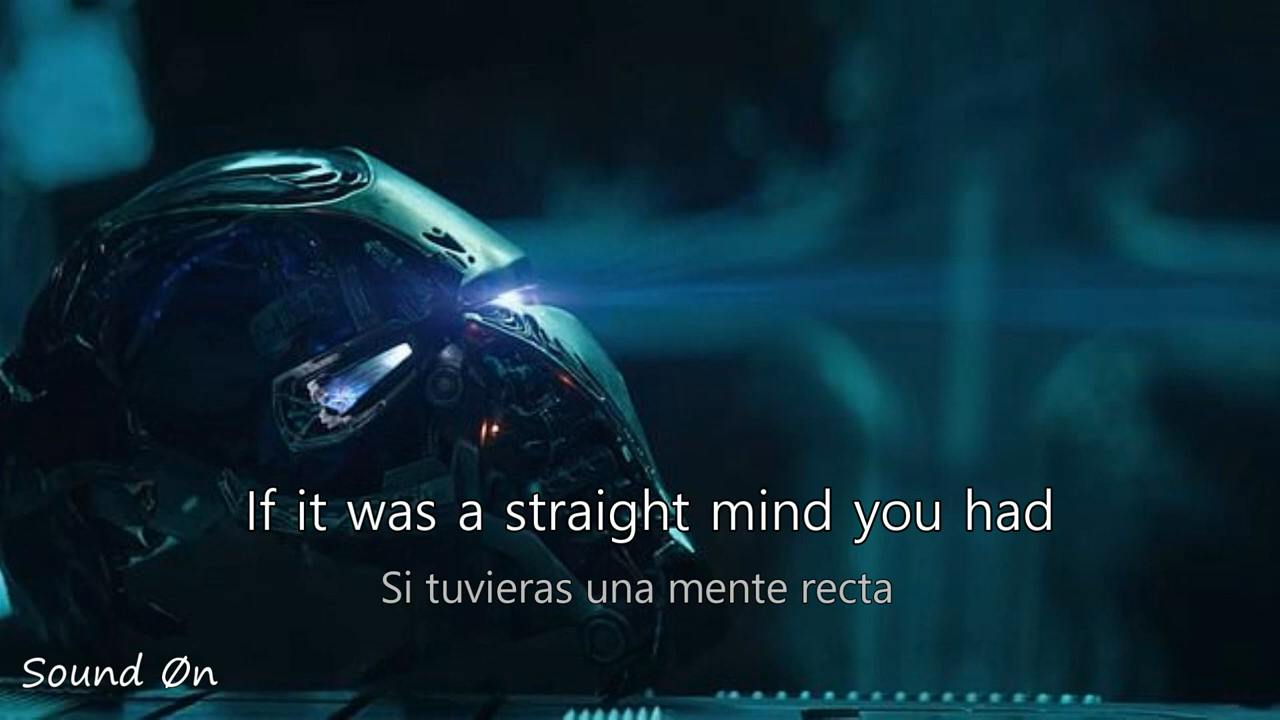 If it was a straight mind you had
Si tuvieras una mente recta
Sound Øn